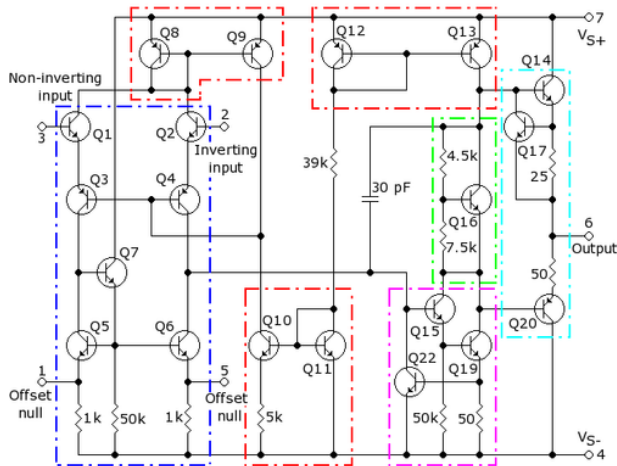 Q8
Q9
Q12
Q13
7
V S+
Q14
Non-inverting
input
3
Q1
2
Q2
Inverting
input
Q17
25
39k
4.5k
30 pF
Q3
Q4
Q16
7.5k
6
Output
Q7
50
Q5
Q6
Q10
Q11
Q15
Q20
Q22
Q19
1
Offset
null
5
Offset
null
1k
50k
1k
5k
50k
50
V S-
4